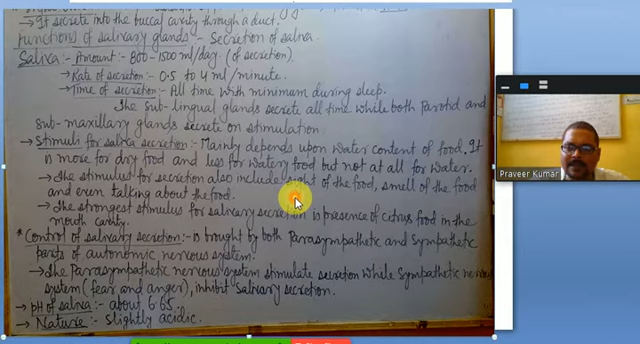 → It secrete into the buccal cavity through a duct.
Functions of salivary glands:- Secretion of saliva.
Saliva:- Amount:- 800-1500 ml/day (of secretion).
→ Rate of secretion:- 0.5 to 4 ml/minute.
→ Time of secretion:- All time with minimum during sleep.
The Sub-lingual glands secrete all time while both Parotid and
Sub-maxillary glands secrete on stimulation.
→ Stimuli for saliva secretion:- Mainly depends upon water content of food. It
is more for dry food and less for watery food but not at all for water.
→ The stimulus for secretion also include sight of the food, smell of the food
and even talking about the food.
→ The strongest stimulus for salivary secretion is presence of citrus food in the
mouth cavity.
* Control of salivary secretion:- is brought by both Parasympathetic and Sympathetic
parts of autonomic nervous system.
→ The Parasympathetic nervous system stimulate secretion while Sympathetic
system (fear and anger), inhibit salivary secretion.
→ pH of saliva:- about 6.65.
→ Nature:- Slightly acidic.
Praveer Kumar